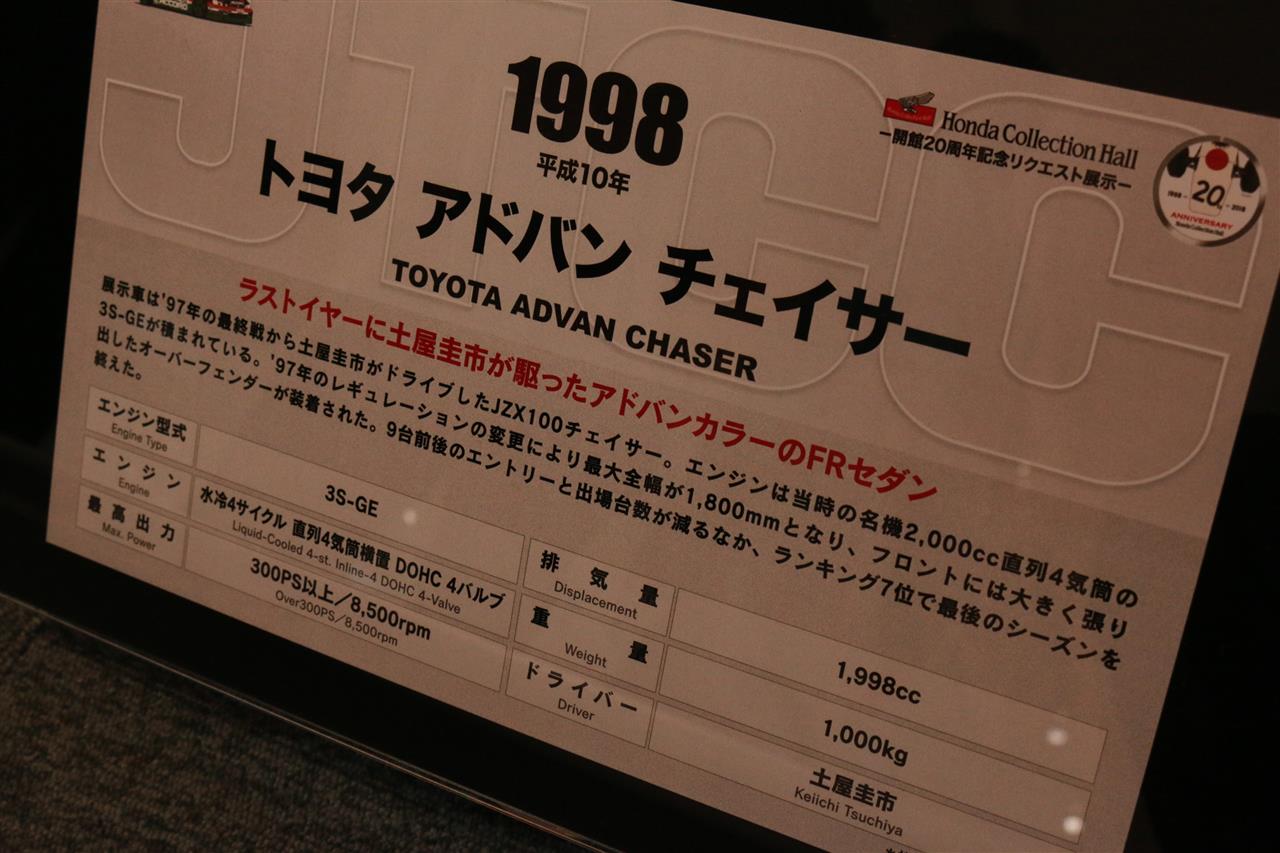 ACCORD
JTCC
1998
平成10年
Honda Collection Hall
ー開館20周年記念リクエスト展示ー
1998 - 20 - 2018
ANNIVERSARY
Honda Collection Hall
トヨタ アドバン チェイサー
TOYOTA ADVAN CHASER
ラストイヤーに土屋圭市が駆ったアドバンカラーのFRセダン
展示車は'97年の最終戦から土屋圭市がドライブしたJZX100チェイサー。エンジンは当時の名機2,000cc直列4気筒の
3S-GEが積まれている。'97年のレギュレーションの変更により最大全幅が1,800mmとなり、フロントには大きく張り
出したオーバーフェンダーが装着された。9台前後のエントリーと出場台数が減るなか、ランキング7位で最後のシーズンを
終えた。
エンジン型式 3S-GE
Engine Type
エンジン 水冷4サイクル 直列4気筒横置 DOHC 4バルブ
Engine Liquid-Cooled 4-st. Inline-4 DOHC 4-Valve
最高出力 300PS以上/8,500rpm
Max. Power Over300PS/8,500rpm
排気量 1,998cc
Displacement
重量 1,000kg
Weight
ドライバー 土屋圭市
Driver Keiichi Tsuchiya